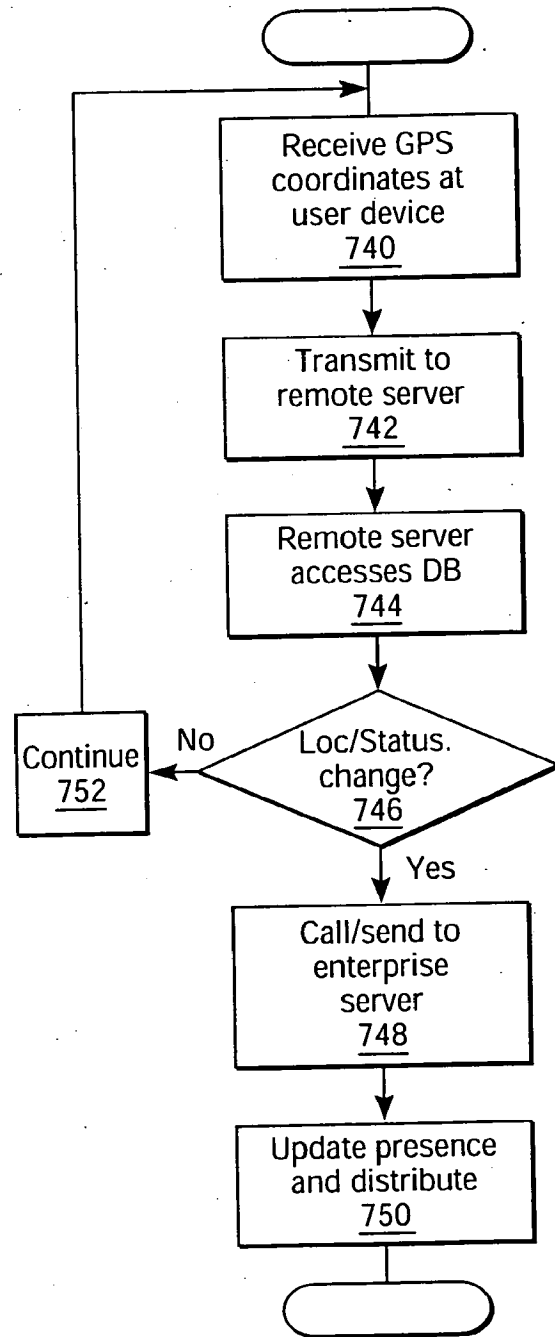 Receive GPS
coordinates at
user device
740
Transmit to
remote server
742
Remote server
accesses DB
744
Loc/Status.
change?
746
No
Continue
752
Yes
Call/send to
enterprise
server
748
Update presence
and distribute
750